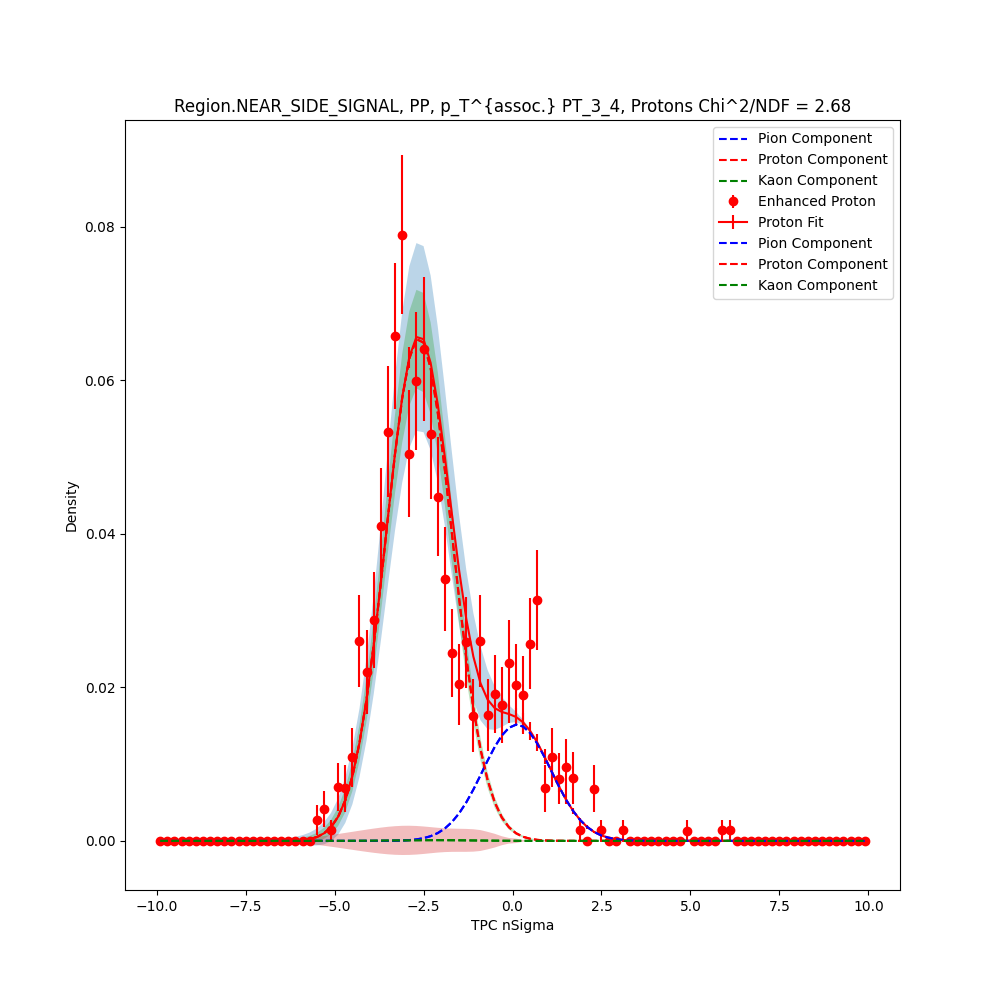 Region.NEAR_SIDE_SIGNAL, PP, p_T^{assoc.} PT_3_4, Protons Chi^2/NDF = 2.68
Pion Component
Proton Component
Kaon Component
Enhanced Proton
Proton Fit
Pion Component
Proton Component
Kaon Component
0.08
0.06
0.04
0.02
0.00
Density
−10.0 −7.5 −5.0 −2.5 0.0 2.5 5.0 7.5 10.0
TPC nSigma